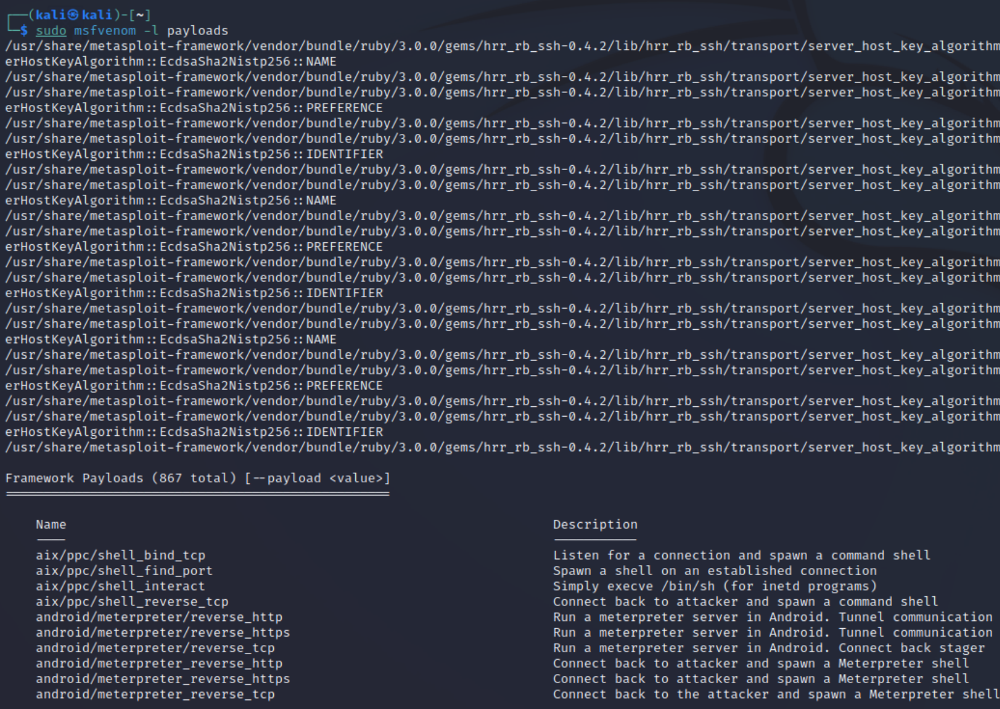 ┌──(kali㉿kali)-[~]
└─$ sudo msfvenom -l payloads
/usr/share/metasploit-framework/vendor/bundle/ruby/3.0.0/gems/hrr_rb_ssh-0.4.2/lib/hrr_rb_ssh/transport/server_host_key_algorithm
erHostKeyAlgorithm::EcdsaSha2Nistp256::NAME
/usr/share/metasploit-framework/vendor/bundle/ruby/3.0.0/gems/hrr_rb_ssh-0.4.2/lib/hrr_rb_ssh/transport/server_host_key_algorithm
/usr/share/metasploit-framework/vendor/bundle/ruby/3.0.0/gems/hrr_rb_ssh-0.4.2/lib/hrr_rb_ssh/transport/server_host_key_algorithm
erHostKeyAlgorithm::EcdsaSha2Nistp256::PREFERENCE
/usr/share/metasploit-framework/vendor/bundle/ruby/3.0.0/gems/hrr_rb_ssh-0.4.2/lib/hrr_rb_ssh/transport/server_host_key_algorithm
/usr/share/metasploit-framework/vendor/bundle/ruby/3.0.0/gems/hrr_rb_ssh-0.4.2/lib/hrr_rb_ssh/transport/server_host_key_algorithm
erHostKeyAlgorithm::EcdsaSha2Nistp256::IDENTIFIER
/usr/share/metasploit-framework/vendor/bundle/ruby/3.0.0/gems/hrr_rb_ssh-0.4.2/lib/hrr_rb_ssh/transport/server_host_key_algorithm
/usr/share/metasploit-framework/vendor/bundle/ruby/3.0.0/gems/hrr_rb_ssh-0.4.2/lib/hrr_rb_ssh/transport/server_host_key_algorithm
erHostKeyAlgorithm::EcdsaSha2Nistp256::NAME
/usr/share/metasploit-framework/vendor/bundle/ruby/3.0.0/gems/hrr_rb_ssh-0.4.2/lib/hrr_rb_ssh/transport/server_host_key_algorithm
/usr/share/metasploit-framework/vendor/bundle/ruby/3.0.0/gems/hrr_rb_ssh-0.4.2/lib/hrr_rb_ssh/transport/server_host_key_algorithm
erHostKeyAlgorithm::EcdsaSha2Nistp256::PREFERENCE
/usr/share/metasploit-framework/vendor/bundle/ruby/3.0.0/gems/hrr_rb_ssh-0.4.2/lib/hrr_rb_ssh/transport/server_host_key_algorithm
/usr/share/metasploit-framework/vendor/bundle/ruby/3.0.0/gems/hrr_rb_ssh-0.4.2/lib/hrr_rb_ssh/transport/server_host_key_algorithm
erHostKeyAlgorithm::EcdsaSha2Nistp256::IDENTIFIER
/usr/share/metasploit-framework/vendor/bundle/ruby/3.0.0/gems/hrr_rb_ssh-0.4.2/lib/hrr_rb_ssh/transport/server_host_key_algorithm
/usr/share/metasploit-framework/vendor/bundle/ruby/3.0.0/gems/hrr_rb_ssh-0.4.2/lib/hrr_rb_ssh/transport/server_host_key_algorithm
erHostKeyAlgorithm::EcdsaSha2Nistp256::NAME
/usr/share/metasploit-framework/vendor/bundle/ruby/3.0.0/gems/hrr_rb_ssh-0.4.2/lib/hrr_rb_ssh/transport/server_host_key_algorithm
/usr/share/metasploit-framework/vendor/bundle/ruby/3.0.0/gems/hrr_rb_ssh-0.4.2/lib/hrr_rb_ssh/transport/server_host_key_algorithm
erHostKeyAlgorithm::EcdsaSha2Nistp256::PREFERENCE
/usr/share/metasploit-framework/vendor/bundle/ruby/3.0.0/gems/hrr_rb_ssh-0.4.2/lib/hrr_rb_ssh/transport/server_host_key_algorithm
/usr/share/metasploit-framework/vendor/bundle/ruby/3.0.0/gems/hrr_rb_ssh-0.4.2/lib/hrr_rb_ssh/transport/server_host_key_algorithm
erHostKeyAlgorithm::EcdsaSha2Nistp256::IDENTIFIER
/usr/share/metasploit-framework/vendor/bundle/ruby/3.0.0/gems/hrr_rb_ssh-0.4.2/lib/hrr_rb_ssh/transport/server_host_key_algorithm
Framework Payloads (867 total) [--payload <value>]
==================================================
Name Description
---- -----------
aix/ppc/shell_bind_tcp Listen for a connection and spawn a command shell
aix/ppc/shell_find_port Spawn a shell on an established connection
aix/ppc/shell_interact Simply execve /bin/sh (for inetd programs)
aix/ppc/shell_reverse_tcp Connect back to attacker and spawn a command shell
android/meterpreter/reverse_http Run a meterpreter server in Android. Tunnel communication
android/meterpreter/reverse_https Run a meterpreter server in Android. Tunnel communication
android/meterpreter/reverse_tcp Run a meterpreter server in Android. Connect back stager
android/meterpreter_reverse_http Connect back to attacker and spawn a Meterpreter shell
android/meterpreter_reverse_https Connect back to attacker and spawn a Meterpreter shell
android/meterpreter_reverse_tcp Connect back to the attacker and spawn a Meterpreter shell